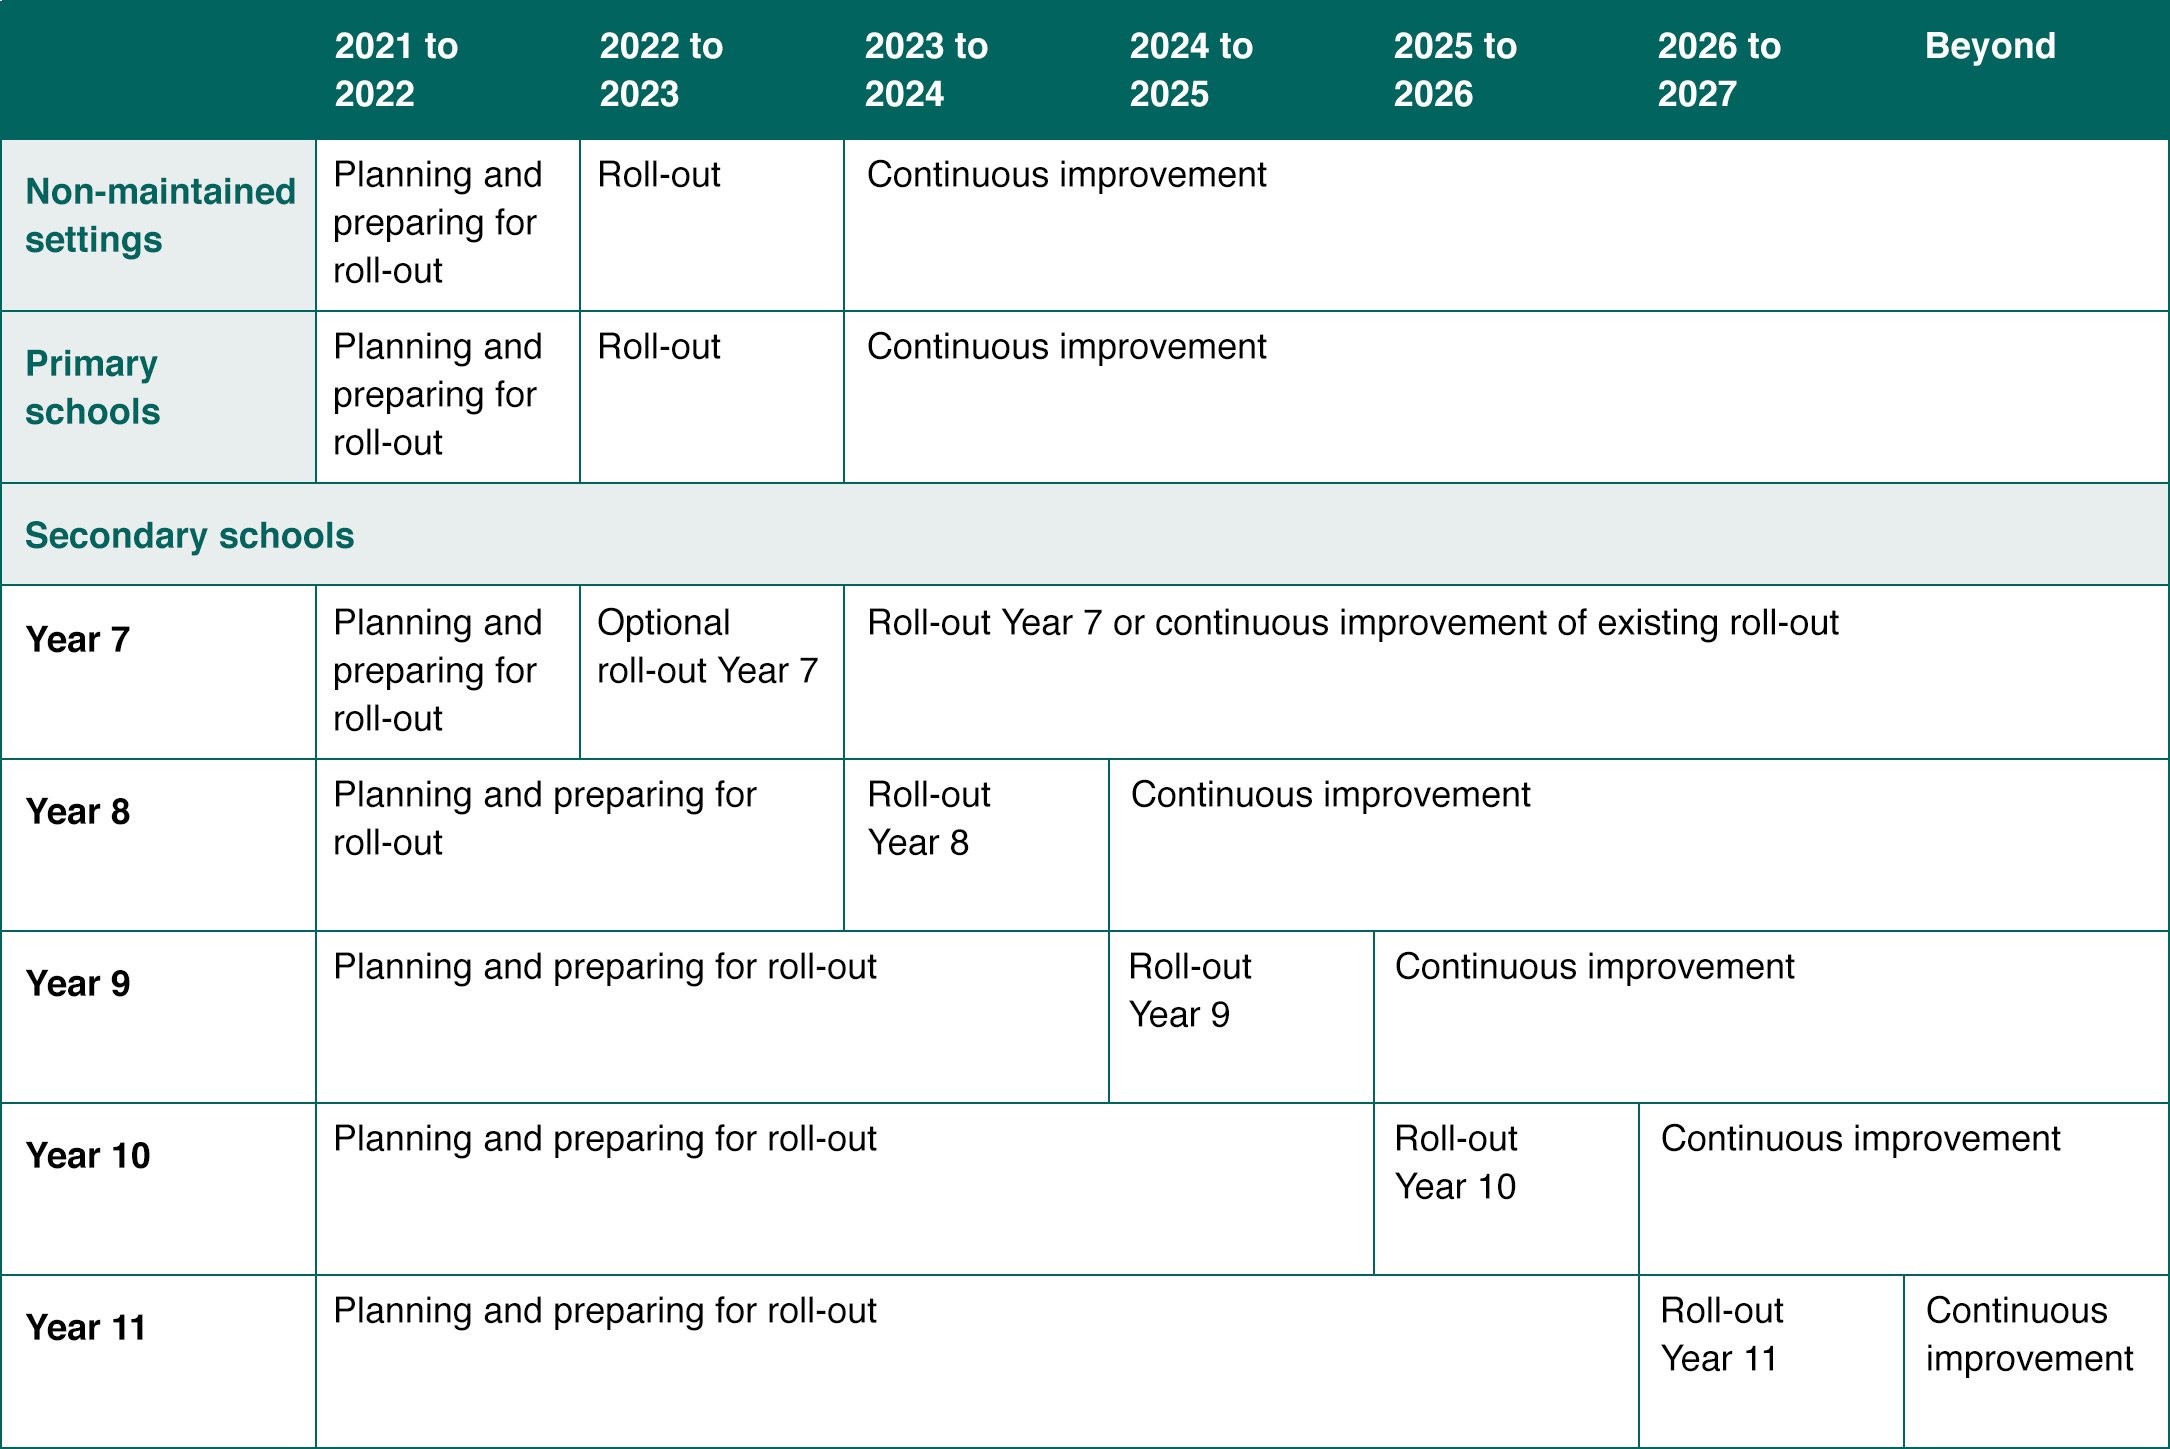 2021 to
2022
2022 to
2023
2023 to
2024
2024 to
2025
2025 to
2026
2026 to
2027
Beyond
Non-maintained
settings
Planning and
preparing for
roll-out
Roll-out
Continuous improvement
Primary
schools
Planning and
preparing for
roll-out
Roll-out
Continuous improvement
Secondary schools
Year 7
Planning and
preparing for
roll-out
Optional
roll-out Year 7
Roll-out Year 7 or continuous improvement of existing roll-out
Year 8
Planning and preparing for
roll-out
Roll-out
Year 8
Continuous improvement
Year 9
Planning and preparing for roll-out
Roll-out
Year 9
Continuous improvement
Year 10
Planning and preparing for roll-out
Roll-out
Year 10
Continuous improvement
Year 11
Planning and preparing for roll-out
Roll-out
Year 11
Continuous
improvement